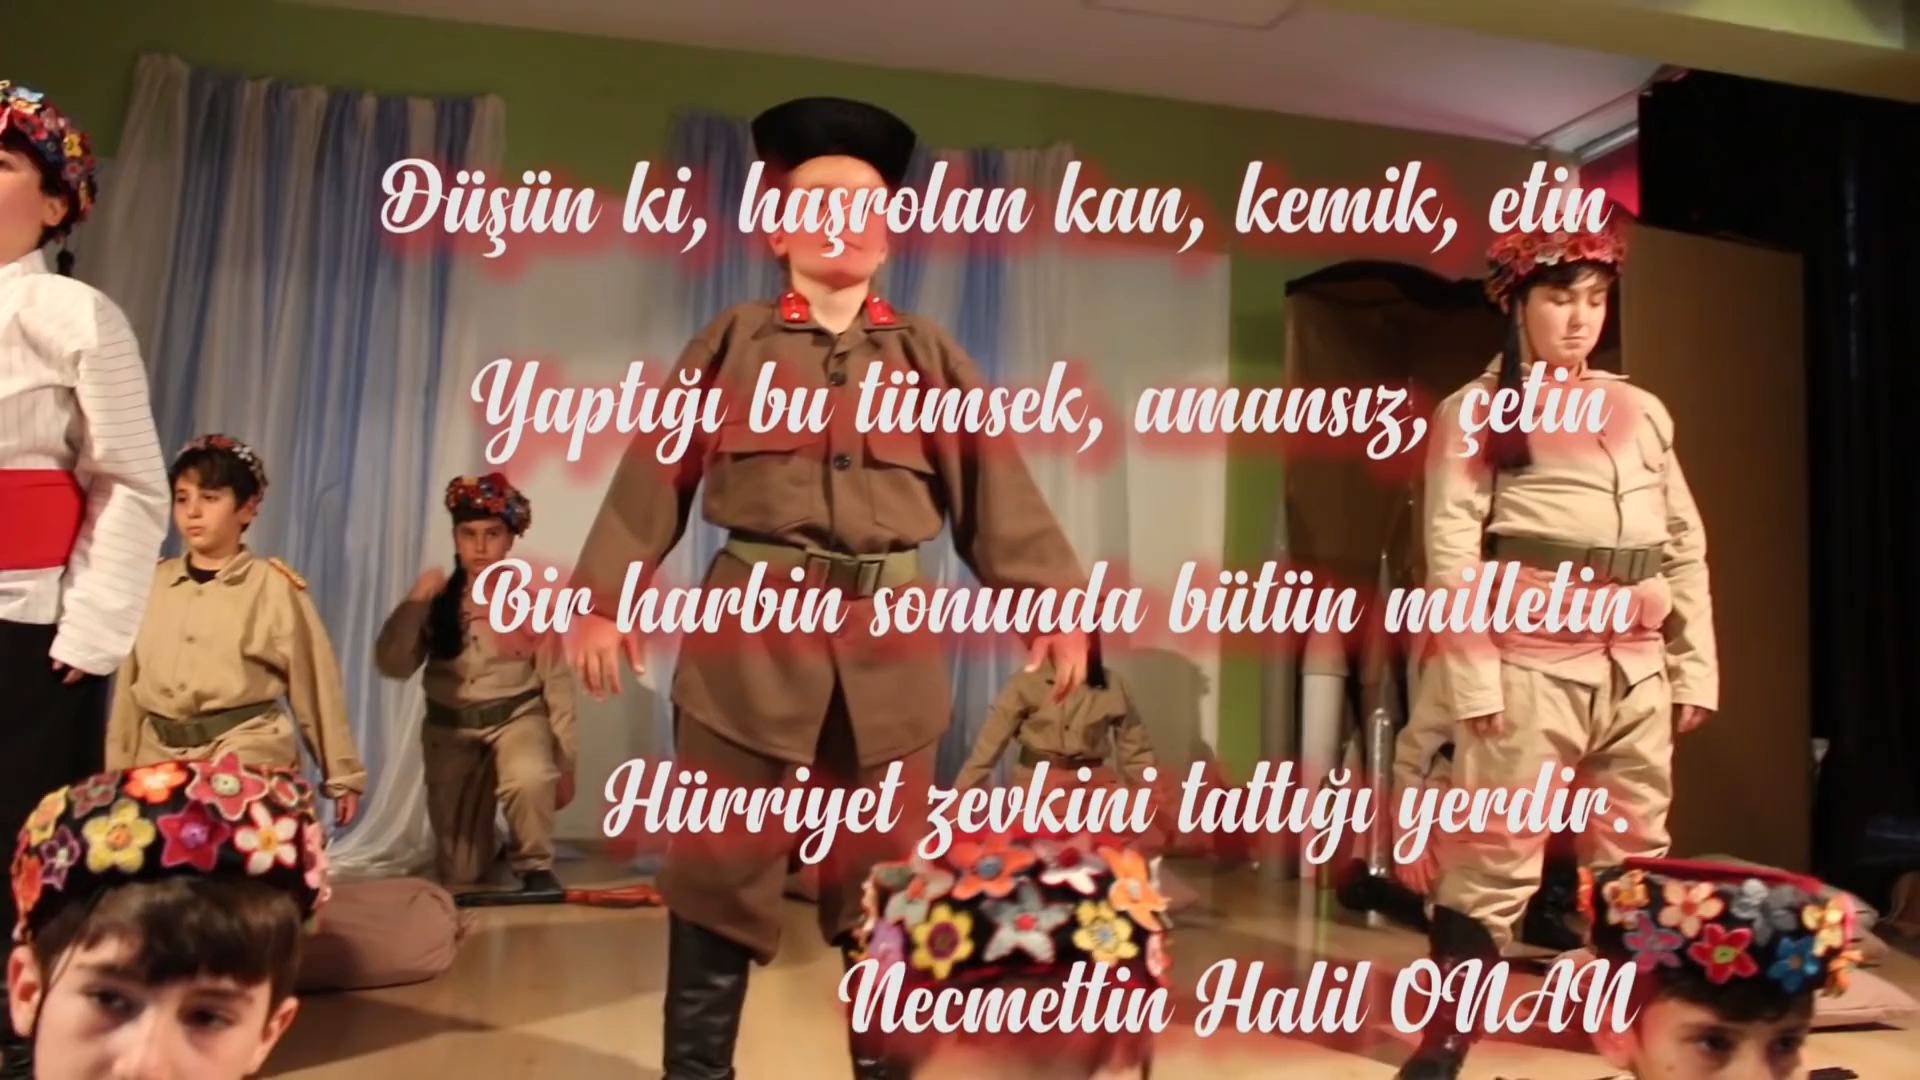 Düşün ki, haşrolan kan, kemik, etin
Yaptığı bu tümsek, amansız, çetin
Bir harbin sonunda bütün milletin
Hürriyet zevkini tattığı yerdir.
Necmettin Halil ONAN